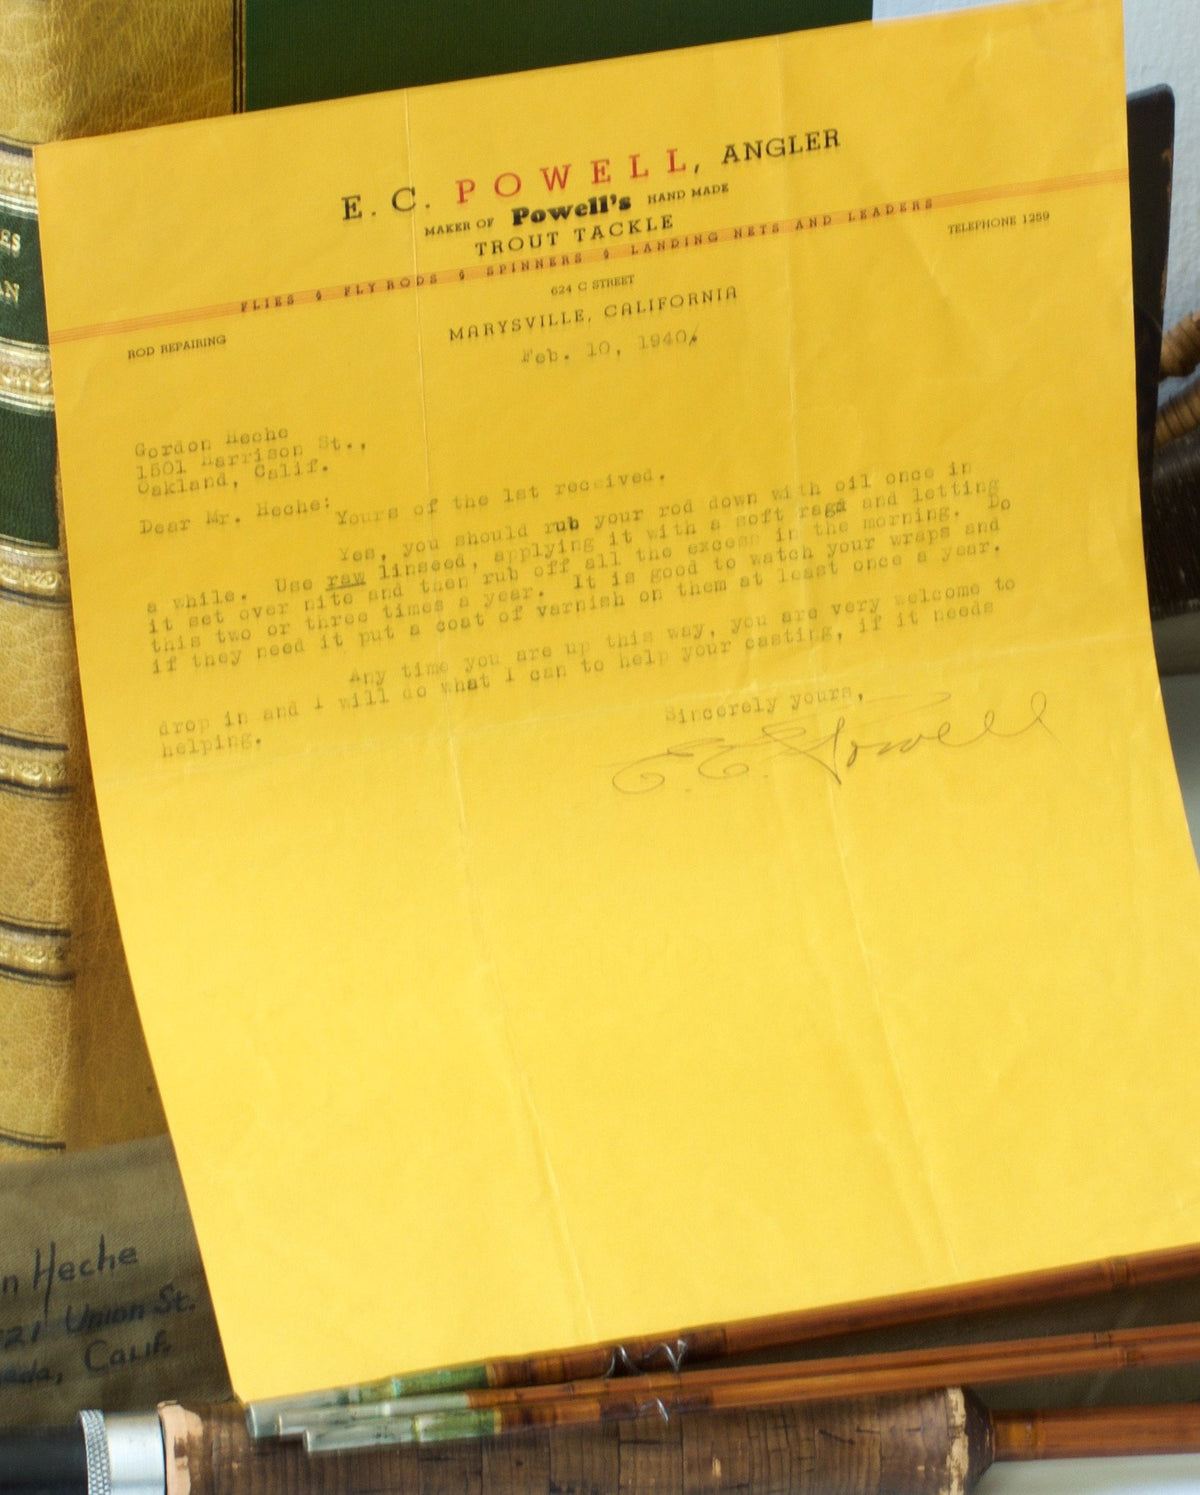 E. C. POWELL, ANGLER
MAKER OF Powell's HAND MADE
TROUT TACKLE
FLIES FLY RODS SPINNERS LANDING NETS AND LEADERS
ROD REPAIRING
624 C STREET
TELEPHONE 1259
MARYSVILLE, CALIFORNIA
Feb. 10, 1940
Gordon Heche
1501 Harrison St.,
Oakland, Calif.
Dear Mr. Heche:
Yours of the 1st received.
Yes, you should rub your rod down with oil once in
a while. Use raw linseed, applying it with a soft rag and letting
it set over nite and then rub off all the excess in the morning. Do
this two or three times a year. It is good to watch your wraps and
if they need it put a coat of varnish on them at least once a year.
Any time you are up this way, you are very welcome to
drop in and I will do what I can to help your casting, if it needs
helping.
Sincerely yours,
E. C. Powell
ES
AN
n Heche
21 Union St.
Calif.